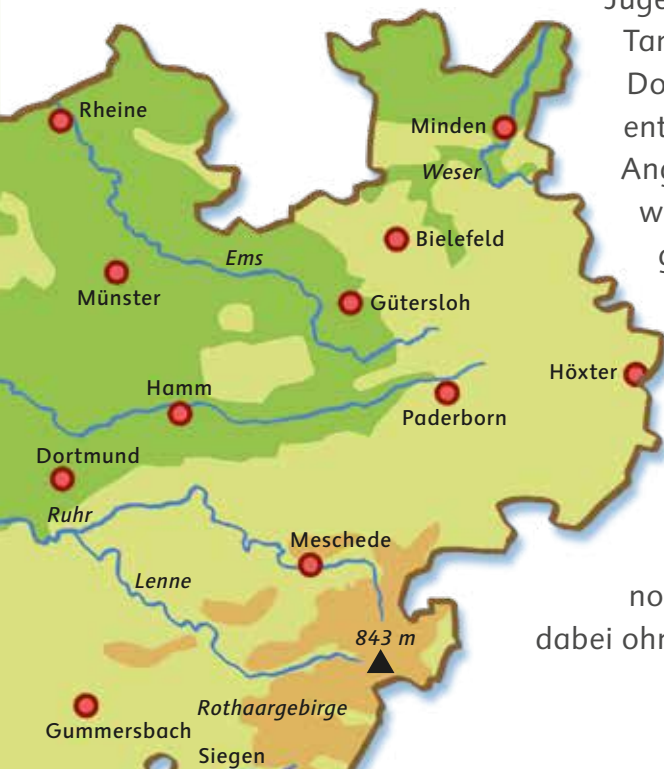 Rheine
Minden
Weser
Bielefeld
Ems
Münster
Gütersloh
Hamm
Höxter
Paderborn
Dortmund
Ruhr
Meschede
Lenne
843 m
Rothaargebirge
Gummersbach
Siegen
Juge
Tar
Do
ent
Ang
w
g
no
dabei ohr